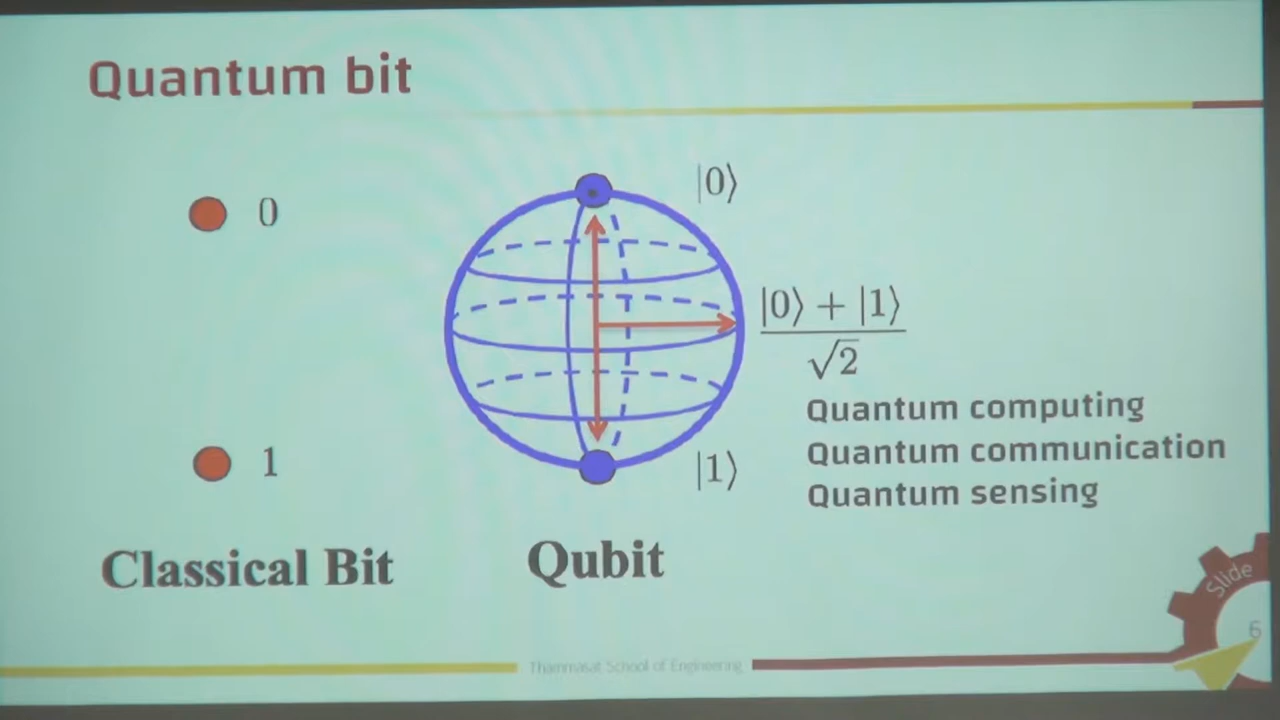 Quantum bit
0
|0⟩
|0⟩ + |1⟩
√2
Quantum computing
Quantum communication
Quantum sensing
1
|1⟩
Classical Bit
Qubit
Slide
6
Thammasat School of Engineering